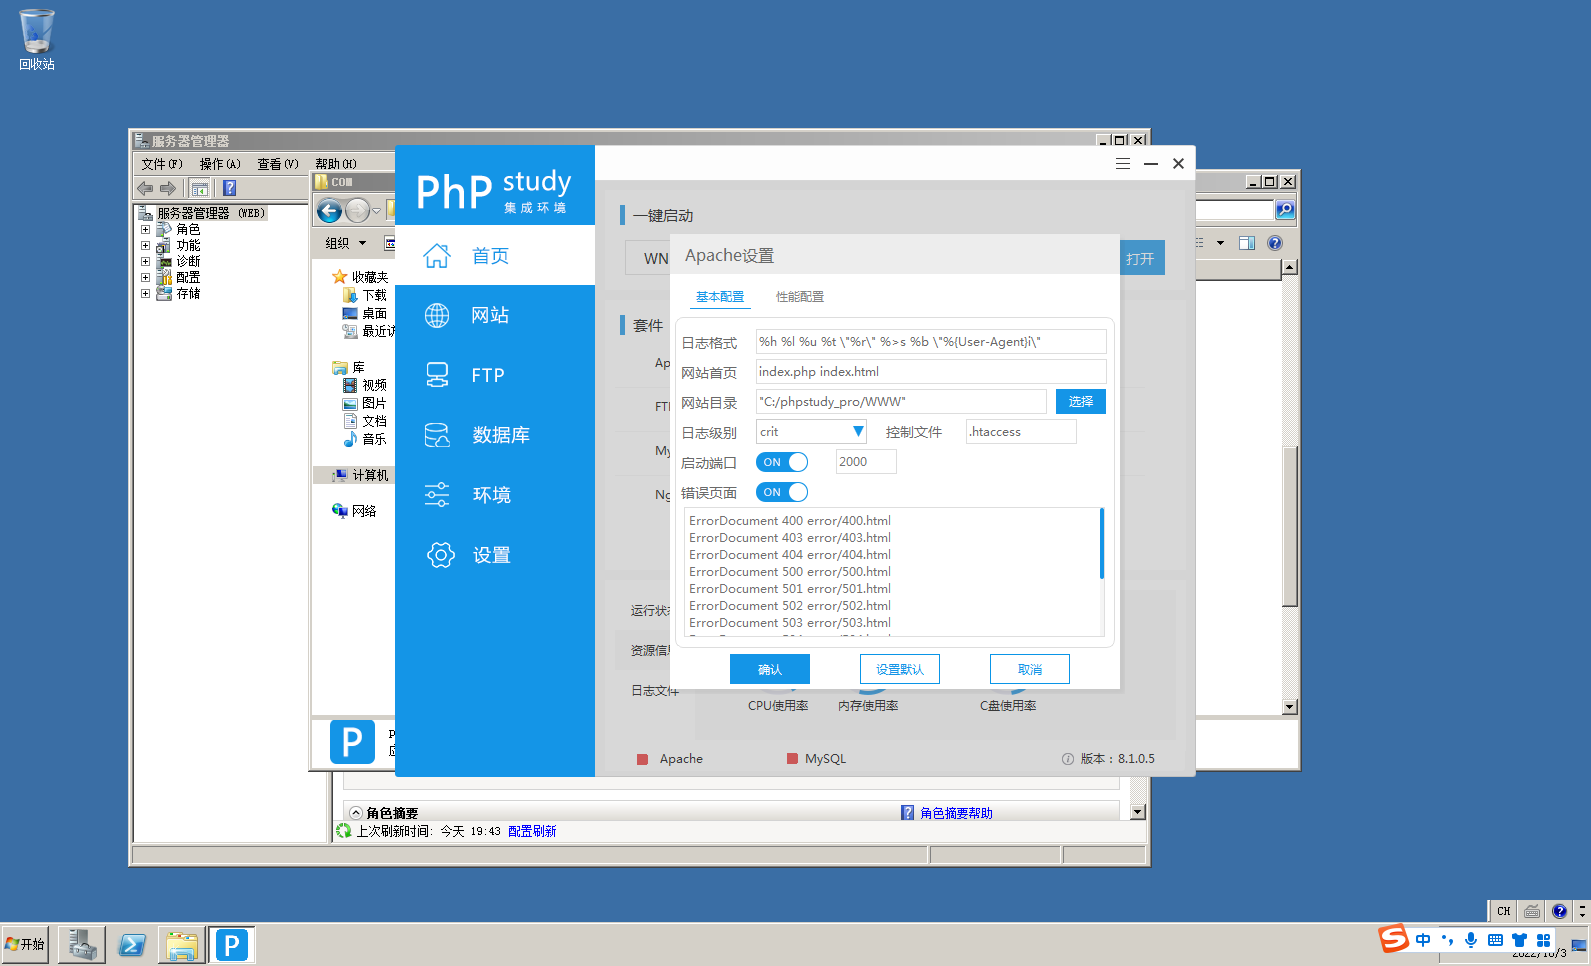 回收站
服务器管理器
文件(F) 操作(A) 查看(V) 帮助(H)
服务器管理器 (WEB)
角色
功能
诊断
配置
存储
COM
组织
收藏夹
下载
桌面
最近访
库
视频
图片
文档
音乐
计算机
网络
P
PhP study
集成环境
首页
网站
FTP
数据库
环境
设置
一键启动
WN
打开
套件
Ap
FT
My
Ng
运行状态
资源信息
日志文件
Apache设置
基本配置 性能配置
日志格式 %h %l %u %t \"%r\" %>s %b \"%{User-Agent}i\"
网站首页 index.php index.html
网站目录 "C:/phpstudy_pro/WWW" 选择
日志级别 crit 控制文件 .htaccess
启动端口 ON 2000
错误页面 ON
ErrorDocument 400 error/400.html
ErrorDocument 403 error/403.html
ErrorDocument 404 error/404.html
ErrorDocument 500 error/500.html
ErrorDocument 501 error/501.html
ErrorDocument 502 error/502.html
ErrorDocument 503 error/503.html
确认 设置默认 取消
CPU使用率 内存使用率 C盘使用率
Apache MySQL 版本：8.1.0.5
角色摘要 角色摘要帮助
上次刷新时间: 今天 19:43 配置刷新
CH
开始
P
S 中
2022/10/3